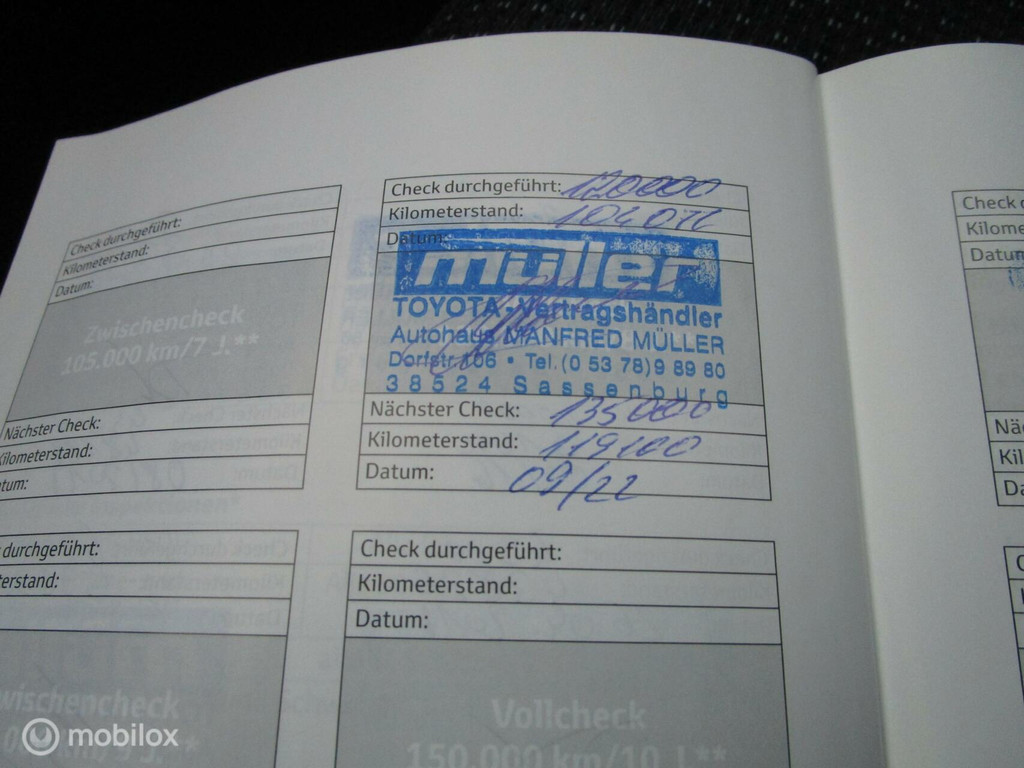 Check durchgeführt:
Kilometerstand:
Datum:
Zwischencheck
105.000 km/7 J.**
Nächster Check:
Kilometerstand:
tum:
Check durchgeführt: 120000
Kilometerstand:
Datum:
müller
TOYOTA-Vertragshändler
Autohaus MANFRED MÜLLER
Dorfstr. 106 • Tel. (0 53 78) 9 89 80
38524 Sassenburg
Nächster Check: 135000
Kilometerstand: 119100
Datum: 09/22
Check d
Kilome
Datum
Nä
Kil
Da
durchgeführt:
terstand:
wischencheck
Check durchgeführt:
Kilometerstand:
Datum:
Vollcheck
150.000 km/10 J.**
mobilox